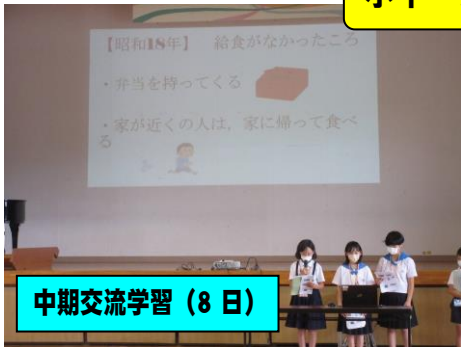 【昭和18年】　給食がなかったころ
・弁当を持ってくる
・家が近くの人は，家に帰って食べ
る
中期交流学習（8 日）